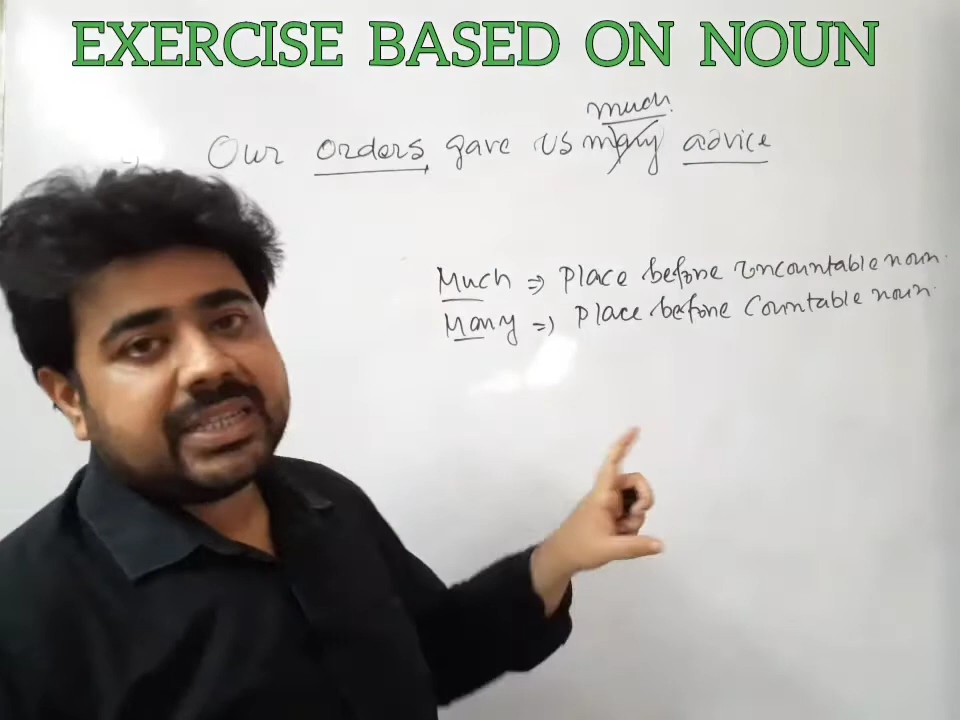 EXERCISE BASED ON NOUN
much.
Our orders gave us many advice
Much => Place before uncountable noun.
Many => Place before Countable noun.